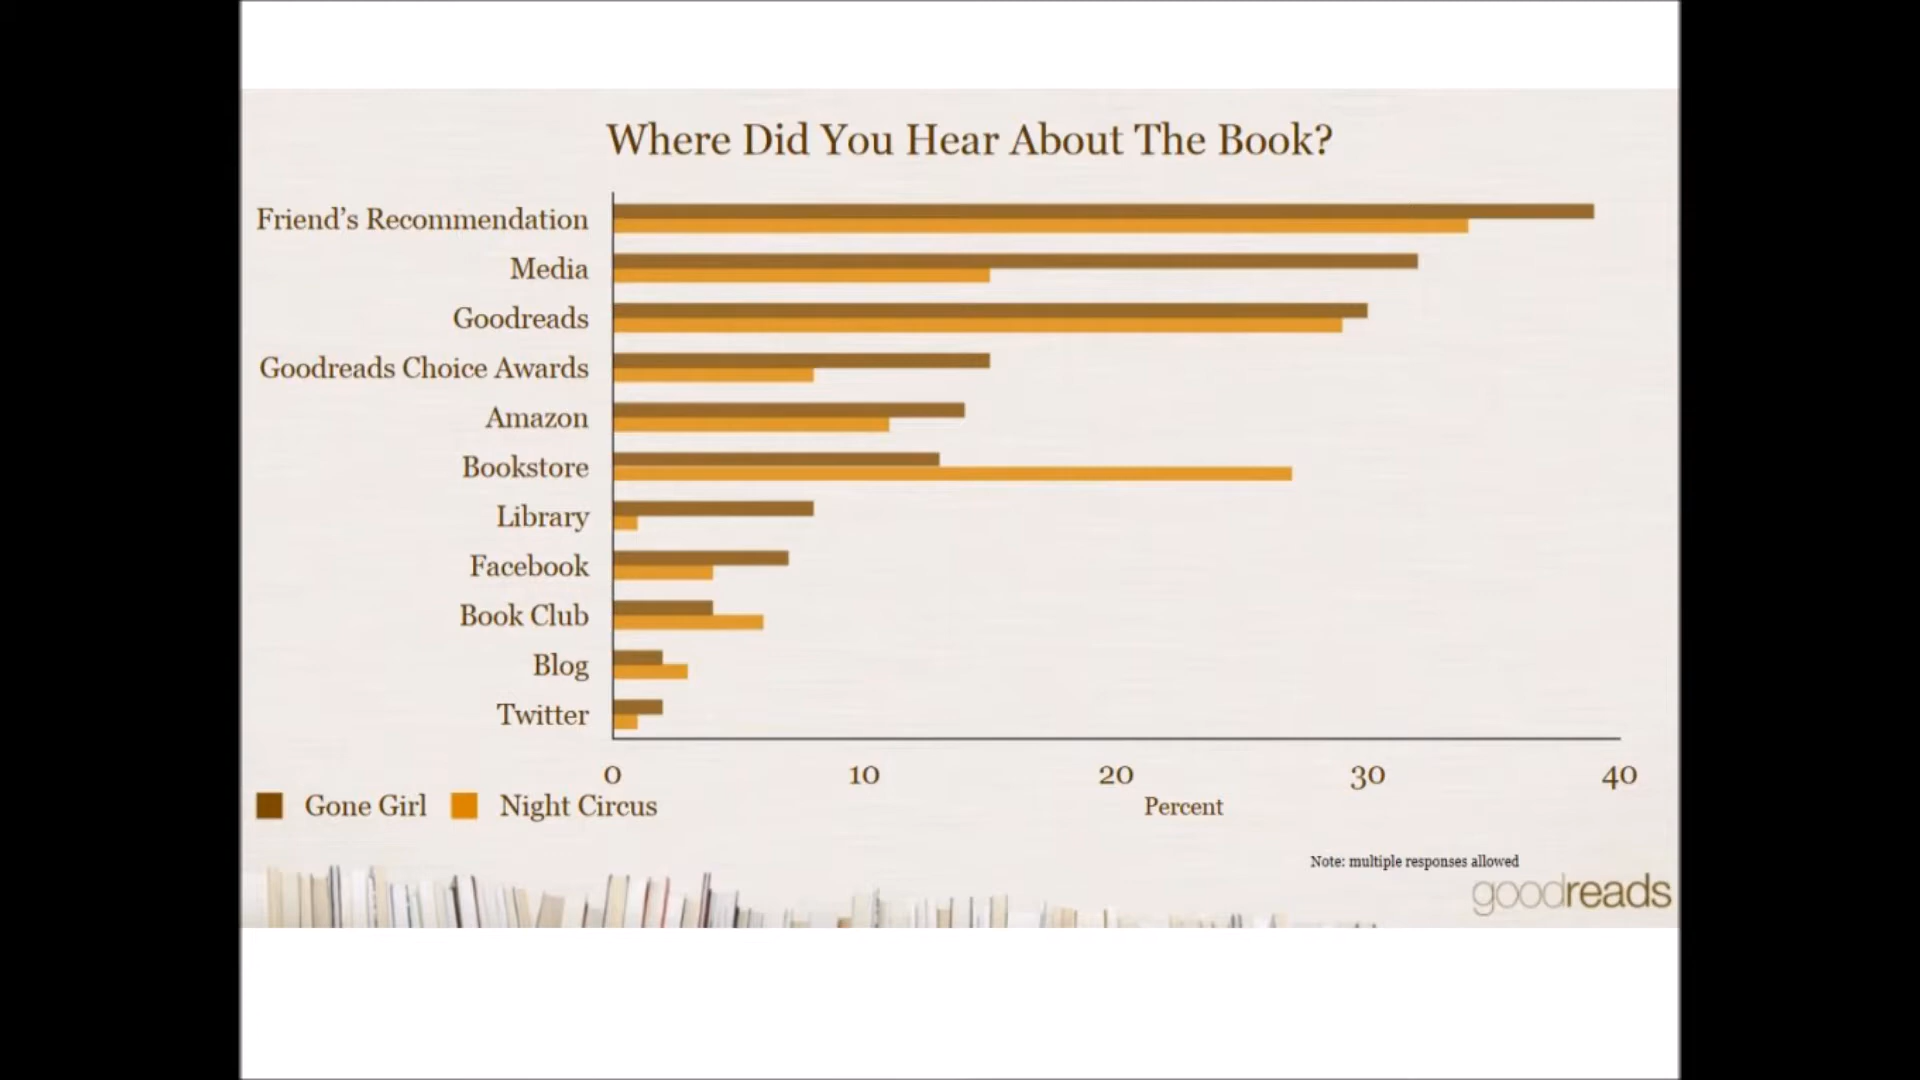 Where Did You Hear About The Book?
Friend’s Recommendation
Media
Goodreads
Goodreads Choice Awards
Amazon
Bookstore
Library
Facebook
Book Club
Blog
Twitter
0 10 20 30 40
Percent
Gone Girl Night Circus
Note: multiple responses allowed
goodreads